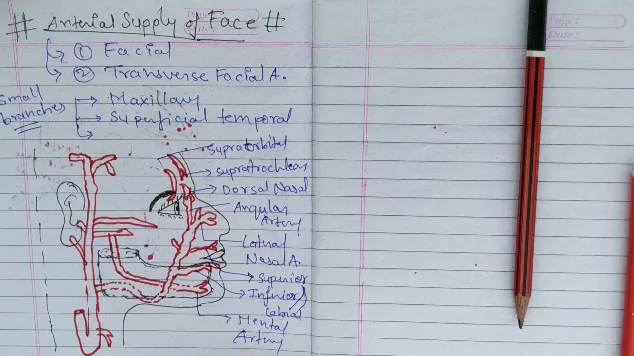 # Arterial Supply of Face #
① Facial
② Transverse Facial A.
Small branches
Maxillary
Superficial temporal
Supraorbital
Supratrochlear
Dorsal Nasal
Angular Artery
Lateral Nasal A.
Superior
Inferior
Labial
Mental Artery
Page:
Date: